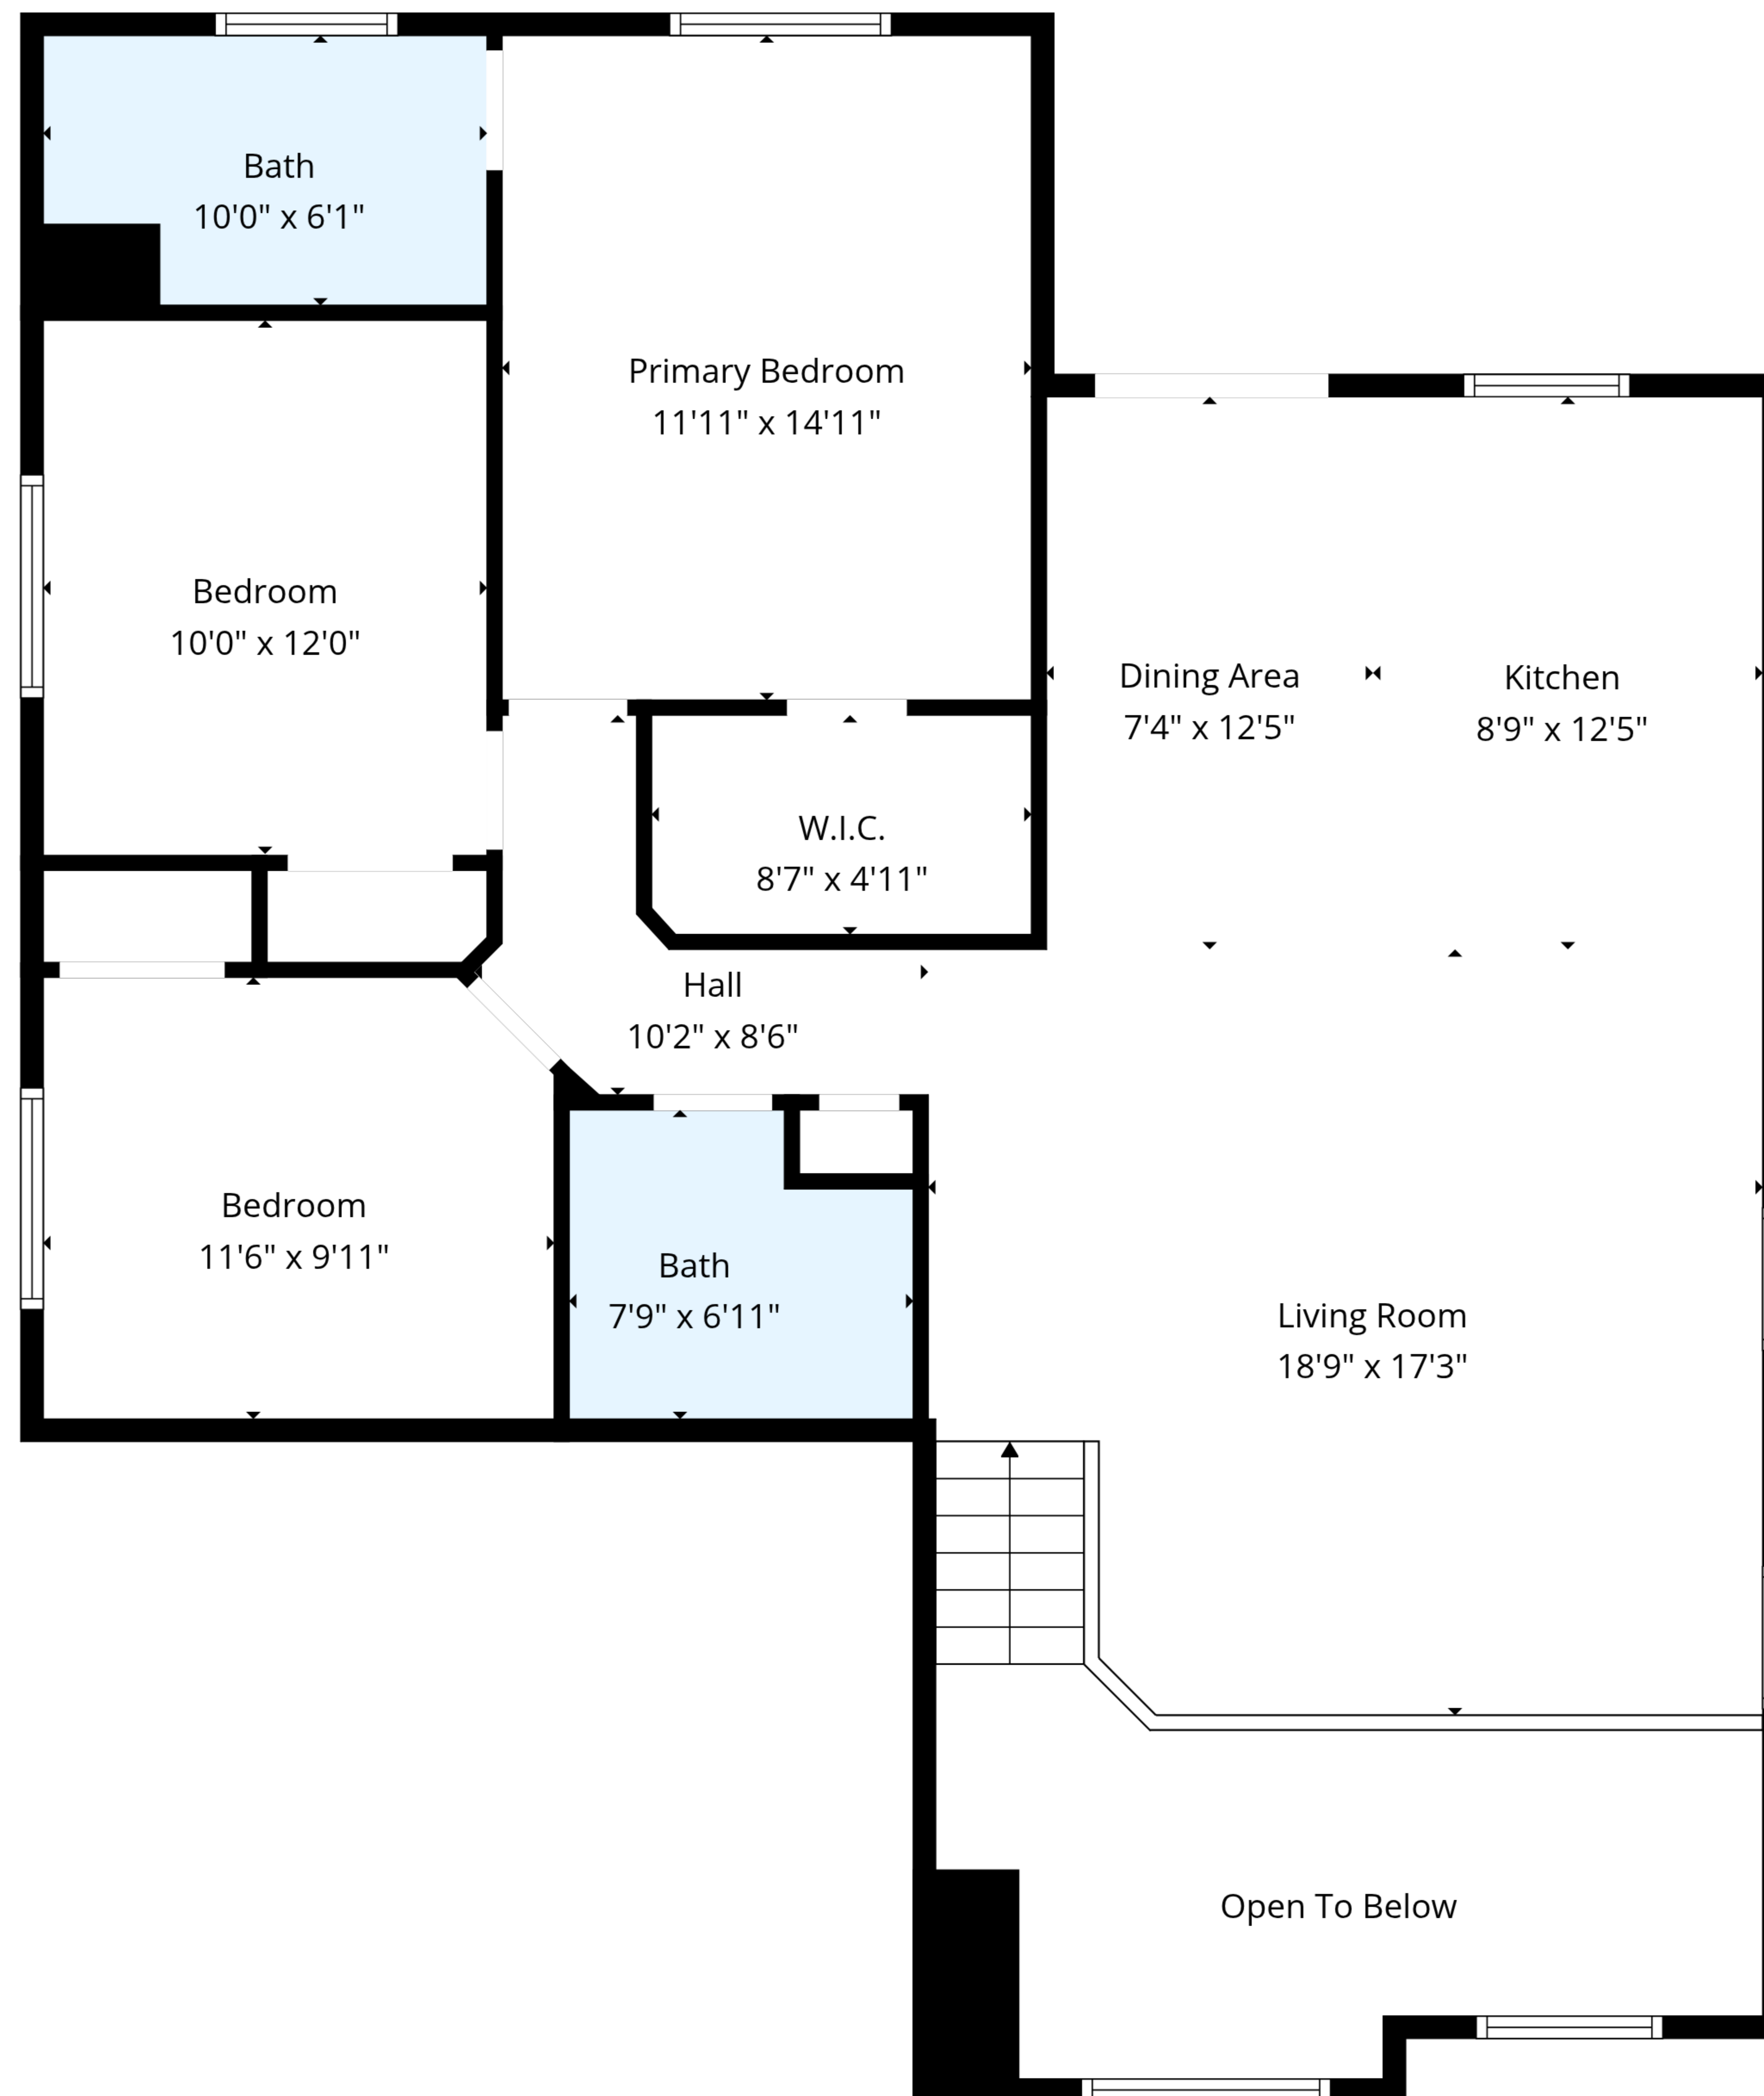 Bath
10'0" x 6'1"
Primary Bedroom
11'11" x 14'11"
Bedroom
10'0" x 12'0"
Dining Area
7'4" x 12'5"
Kitchen
8'9" x 12'5"
W.I.C.
8'7" x 4'11"
Hall
10'2" x 8'6"
Bedroom
11'6" x 9'11"
Bath
7'9" x 6'11"
Living Room
18'9" x 17'3"
Open To Below